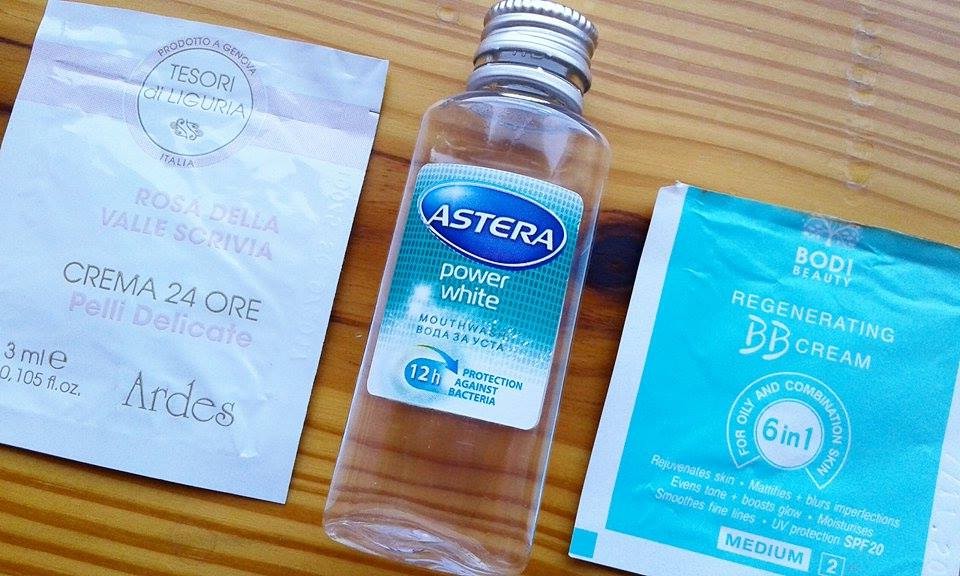 PRODOTTO A GENOVA
TESORI
di LIGURIA
ITALIA
ROSA DELLA
VALLE SCRIVIA
CREMA 24 ORE
Pelli Delicate
3 ml e
0,105 fl.oz.
Ardes
ASTERA
power
white
MOUTHWASH
ВОДА ЗА УСТА
12h PROTECTION
AGAINST
BACTERIA
BODI
BEAUTY
REGENERATING
BB CREAM
FOR OILY AND COMBINATION SKIN
6 in 1
Rejuvenates skin • Mattifies + blurs imperfections
Evens tone + boosts glow • Moisturises
Smoothes fine lines • UV protection SPF20
MEDIUM 2